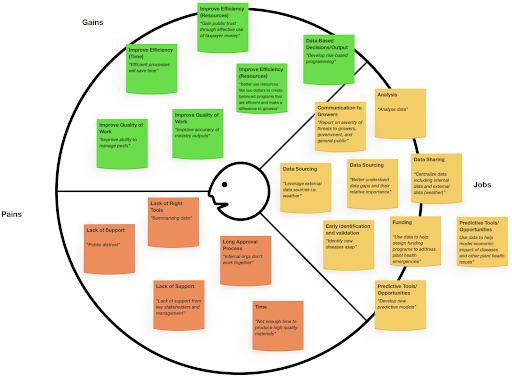 Gains
Improve Efficiency
(Resources)
"Gain public trust
through effective use
of taxpayer money"
Improve Efficiency
(Time)
"Efficient processes
will save time"
Data Based
Decisions/Output
"Develop risk-based
programming"
Improve Efficiency
(Resources)
"Better use resources
like tax-dollars to create
balanced programs that
are efficient and make a
difference to growers"
Improve Quality of
Work
"Improve ability to
manage pests"
Improve Quality of
Work
"Improve accuracy of
ministry outputs"
Jobs
Analysis
"Analyse data"
Communication to
Growers
"Report on severity of
threats to growers,
government, and
general public"
Data Sourcing
"Leverage external
data sources i.e.
weather"
Data Sourcing
"Better understand
data gaps and their
relative importance"
Data Sharing
"Centralize data
including internal
data and external
data (weather)"
Early identification
and validation
"Identify new
diseases asap"
Funding
"Use data to help
design funding
programs to address
plant health
emergencies"
Predictive Tools/
Opportunities
"Use data to help
model economic
impact of diseases
and other plant health
issues"
Predictive Tools/
Opportunities
"Develop new
predictive models"
Pains
Lack of Right
Tools
"Summarizing data"
Lack of Support
"Public distrust"
Long Approval
Process
"Internal orgs don't
work together"
Lack of Support
"Lack of support from
key stakeholders and
management"
Time
"Not enough time to
produce high quality
materials"